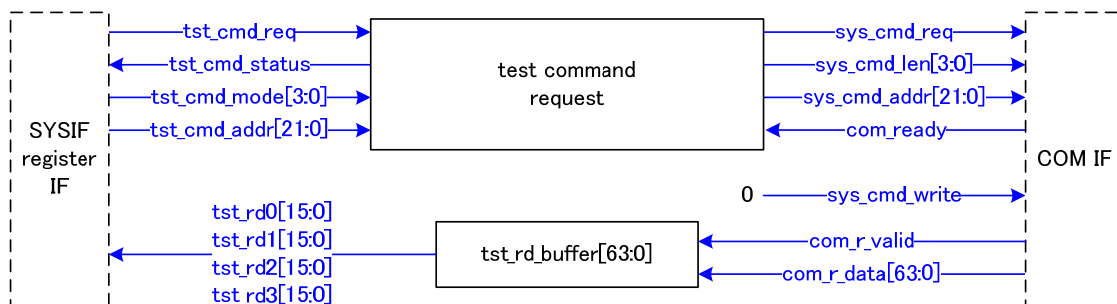 tst_cmd_req
sys_cmd_req
tst_cmd_status
test command
request
sys_cmd_len[3:0]
tst_cmd_mode[3:0]
sys_cmd_addr[21:0]
SYSIF
register
IF
tst_cmd_addr[21:0]
com_ready
COM IF
0
sys_cmd_write
tst_rd0[15:0]
tst_rd1[15:0]
tst_rd2[15:0]
tst_rd3[15:0]
tst_rd_buffer[63:0]
com_r_valid
com_r_data[63:0]